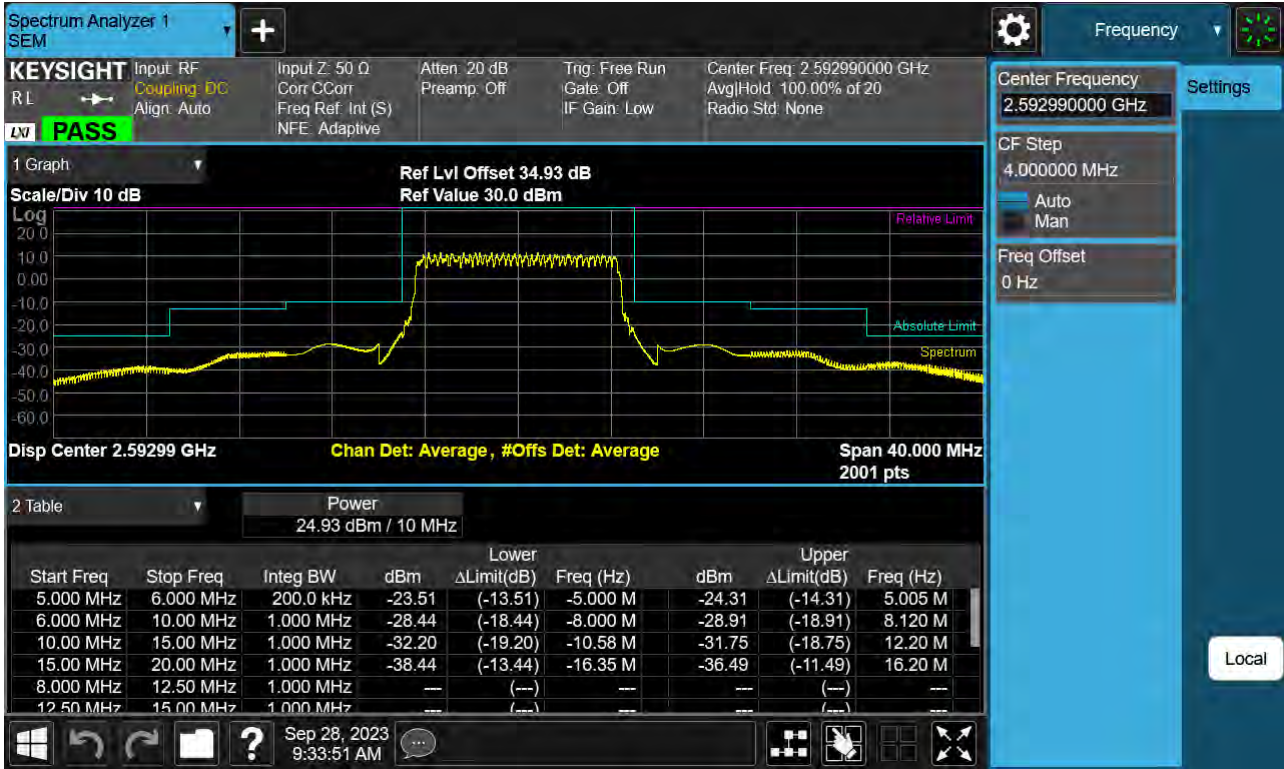 Spectrum Analyzer 1
SEM
Frequency
KEYSIGHT
R L
LXI
PASS
Input: RF
Coupling: DC
Align: Auto
Input Z: 50 Ω
Corr CCorr
Freq Ref: Int (S)
NFE: Adaptive
Atten: 20 dB
Preamp: Off
Trig: Free Run
Gate: Off
IF Gain: Low
Center Freq: 2.592990000 GHz
Avg|Hold: 100.00% of 20
Radio Std: None
Center Frequency
2.592990000 GHz
Settings
CF Step
4.000000 MHz
Auto
Man
Freq Offset
0 Hz
Local
1 Graph
Ref Lvl Offset 34.93 dB
Scale/Div 10 dB
Ref Value 30.0 dBm
Log
20.0
10.0
0.00
-10.0
-20.0
-30.0
-40.0
-50.0
-60.0
Relative Limit
Absolute Limit
Spectrum
Disp Center 2.59299 GHz
Chan Det: Average, #Offs Det: Average
Span 40.000 MHz
2001 pts
2 Table
Power
24.93 dBm / 10 MHz
Lower Upper
Start Freq Stop Freq Integ BW dBm ΔLimit(dB) Freq (Hz) dBm ΔLimit(dB) Freq (Hz)
5.000 MHz 6.000 MHz 200.0 kHz -23.51 (-13.51) -5.000 M -24.31 (-14.31) 5.005 M
6.000 MHz 10.00 MHz 1.000 MHz -28.44 (-18.44) -8.000 M -28.91 (-18.91) 8.120 M
10.00 MHz 15.00 MHz 1.000 MHz -32.20 (-19.20) -10.58 M -31.75 (-18.75) 12.20 M
15.00 MHz 20.00 MHz 1.000 MHz -38.44 (-13.44) -16.35 M -36.49 (-11.49) 16.20 M
8.000 MHz 12.50 MHz 1.000 MHz --- (---) --- --- (---) ---
12.50 MHz 15.00 MHz 1.000 MHz --- (---) --- --- (---) ---
?
Sep 28, 2023
9:33:51 AM